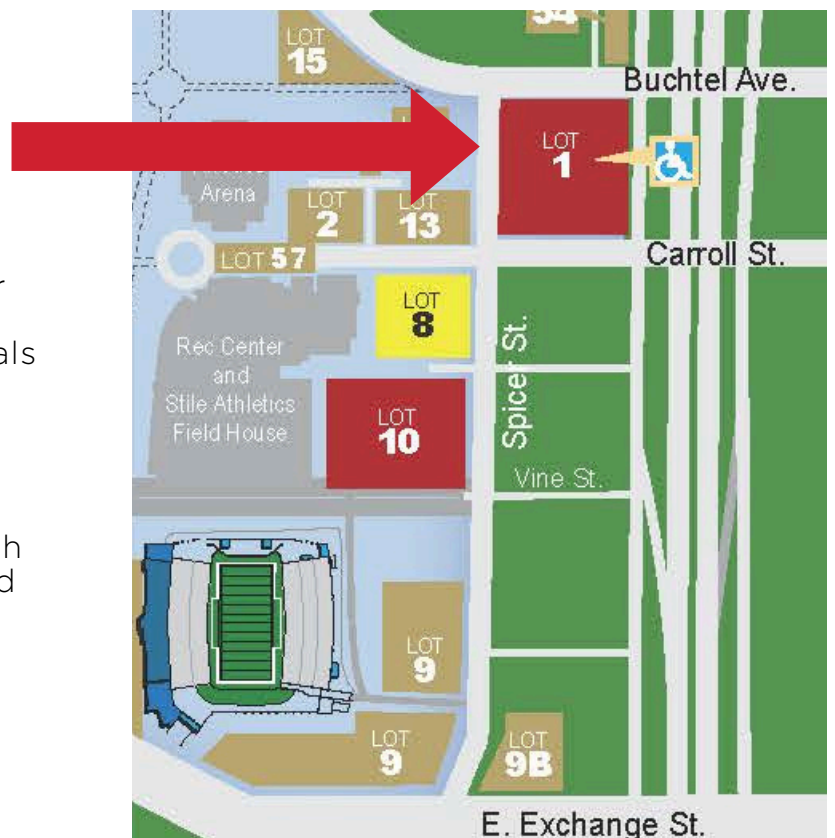 54
LOT
15
Buchtel Ave.
LOT
1
Arena
LOT
2
LOT
13
Carroll St.
LOT 57
r
LOT
8
als
Rec Center
and
Stile Athletics
Field House
Spicer St.
LOT
10
Vine St.
th
d
LOT
9
LOT
9
LOT
9B
E. Exchange St.